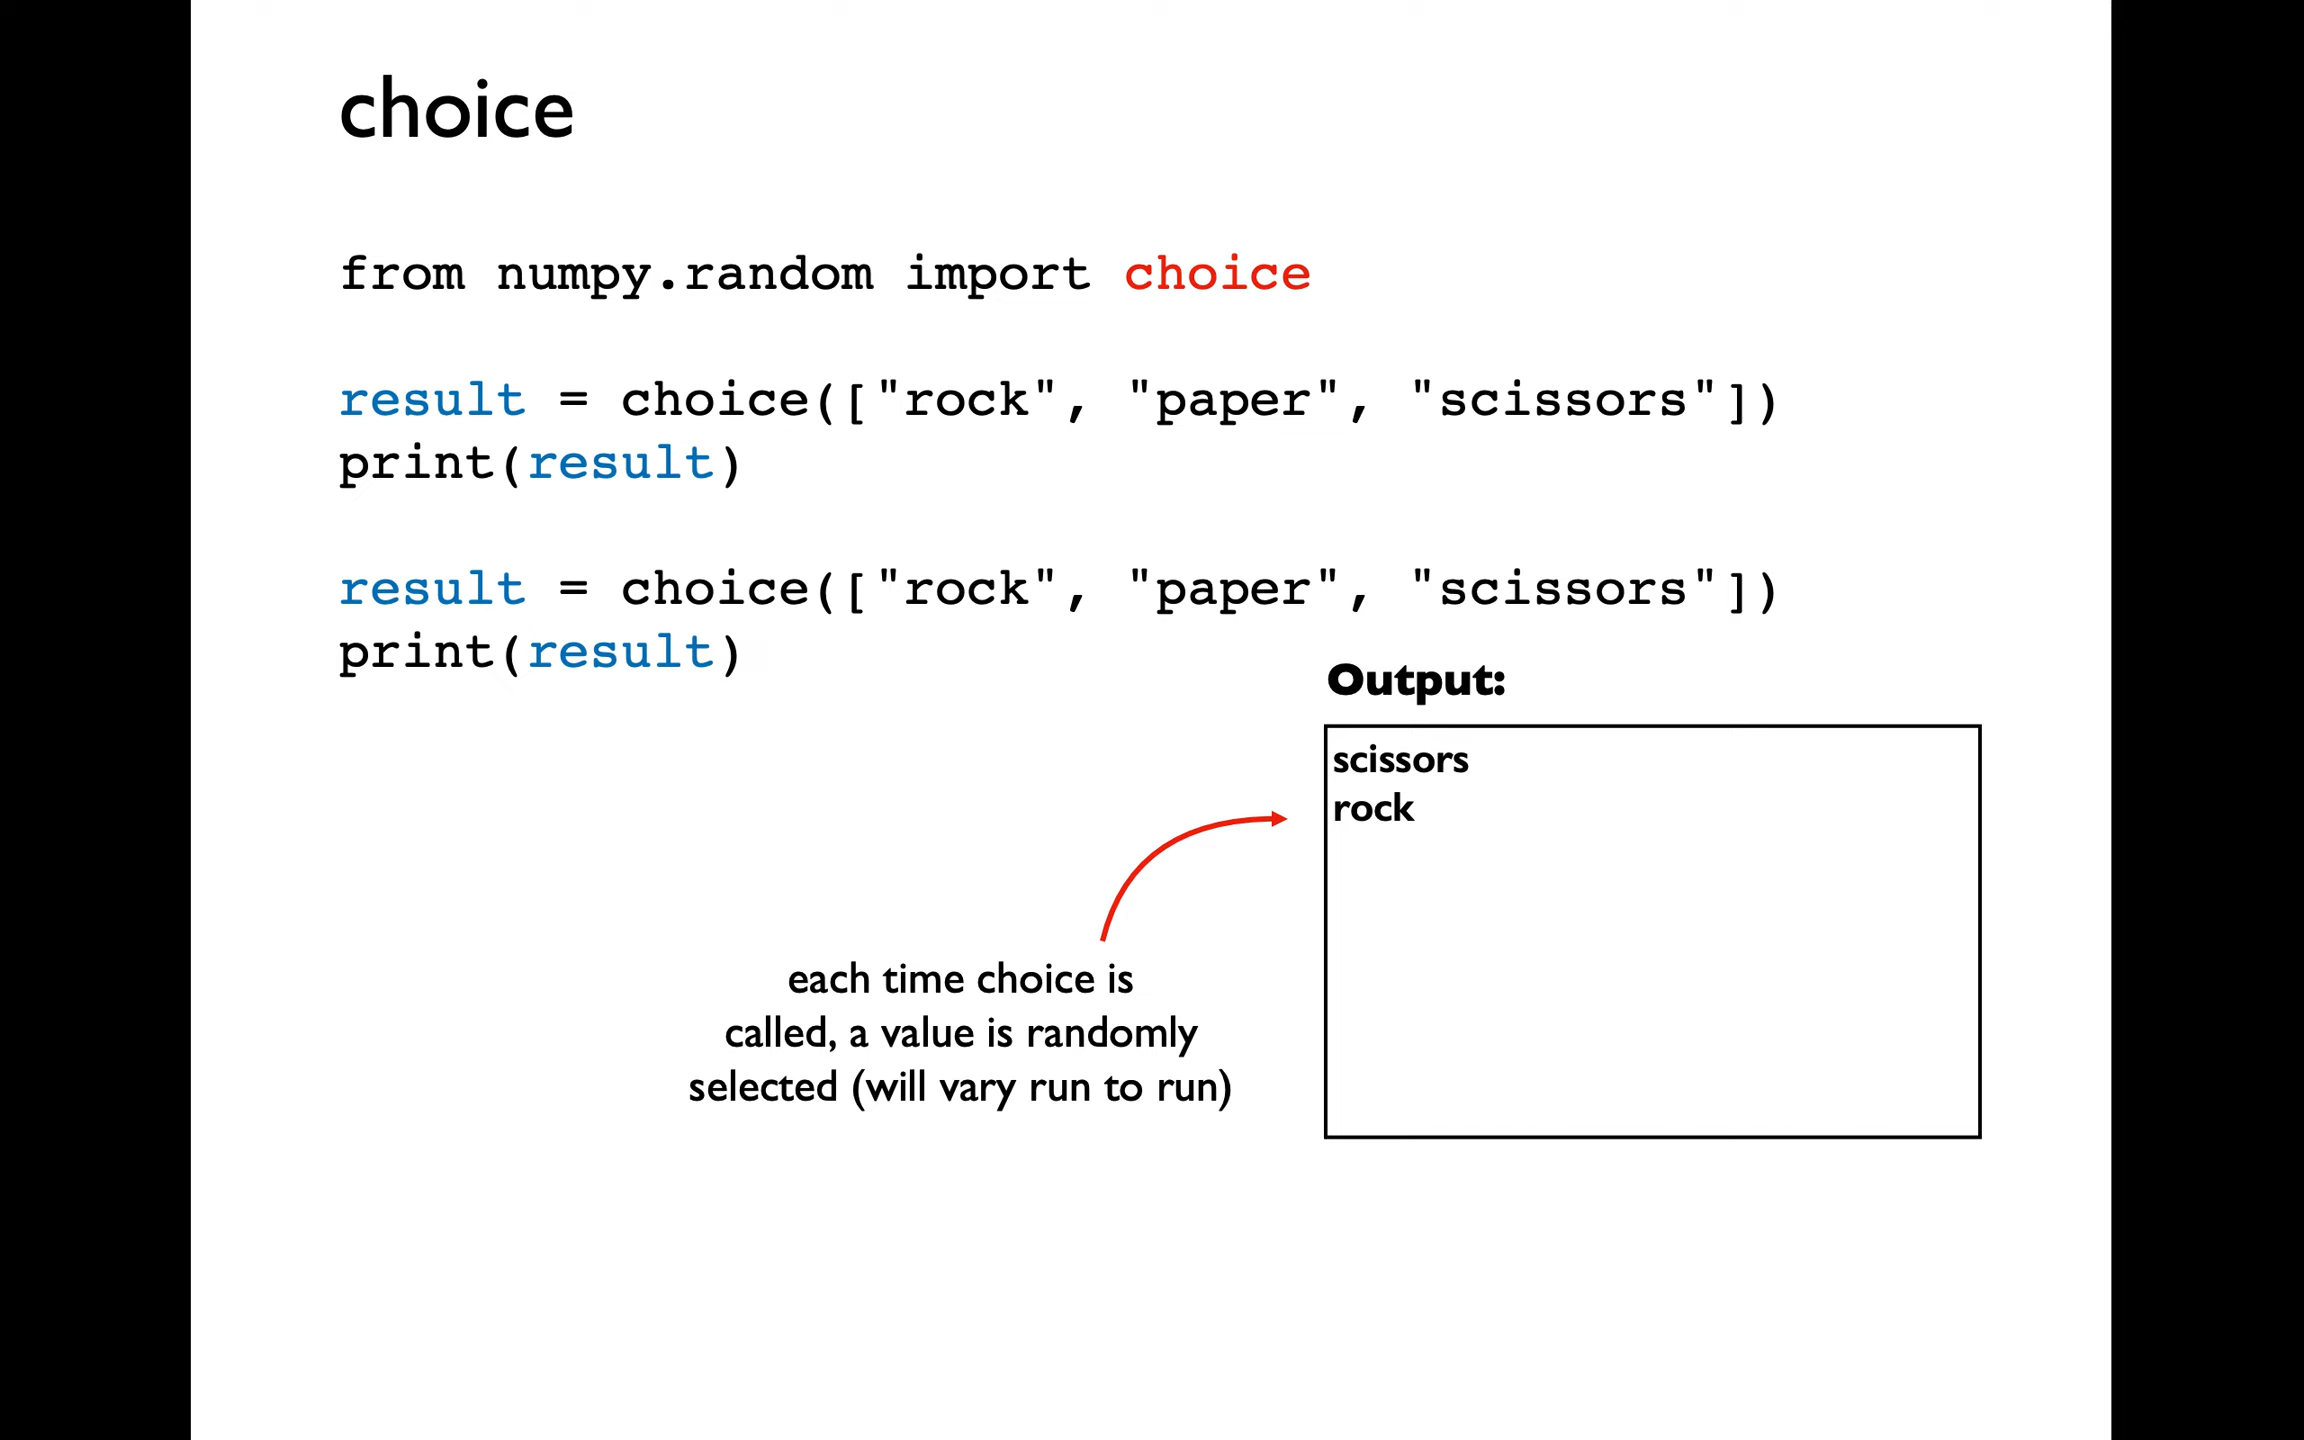 choice
from numpy.random import choice
result = choice(["rock", "paper", "scissors"])
print(result)
result = choice(["rock", "paper", "scissors"])
print(result)
Output:
scissors
rock
each time choice is
called, a value is randomly
selected (will vary run to run)